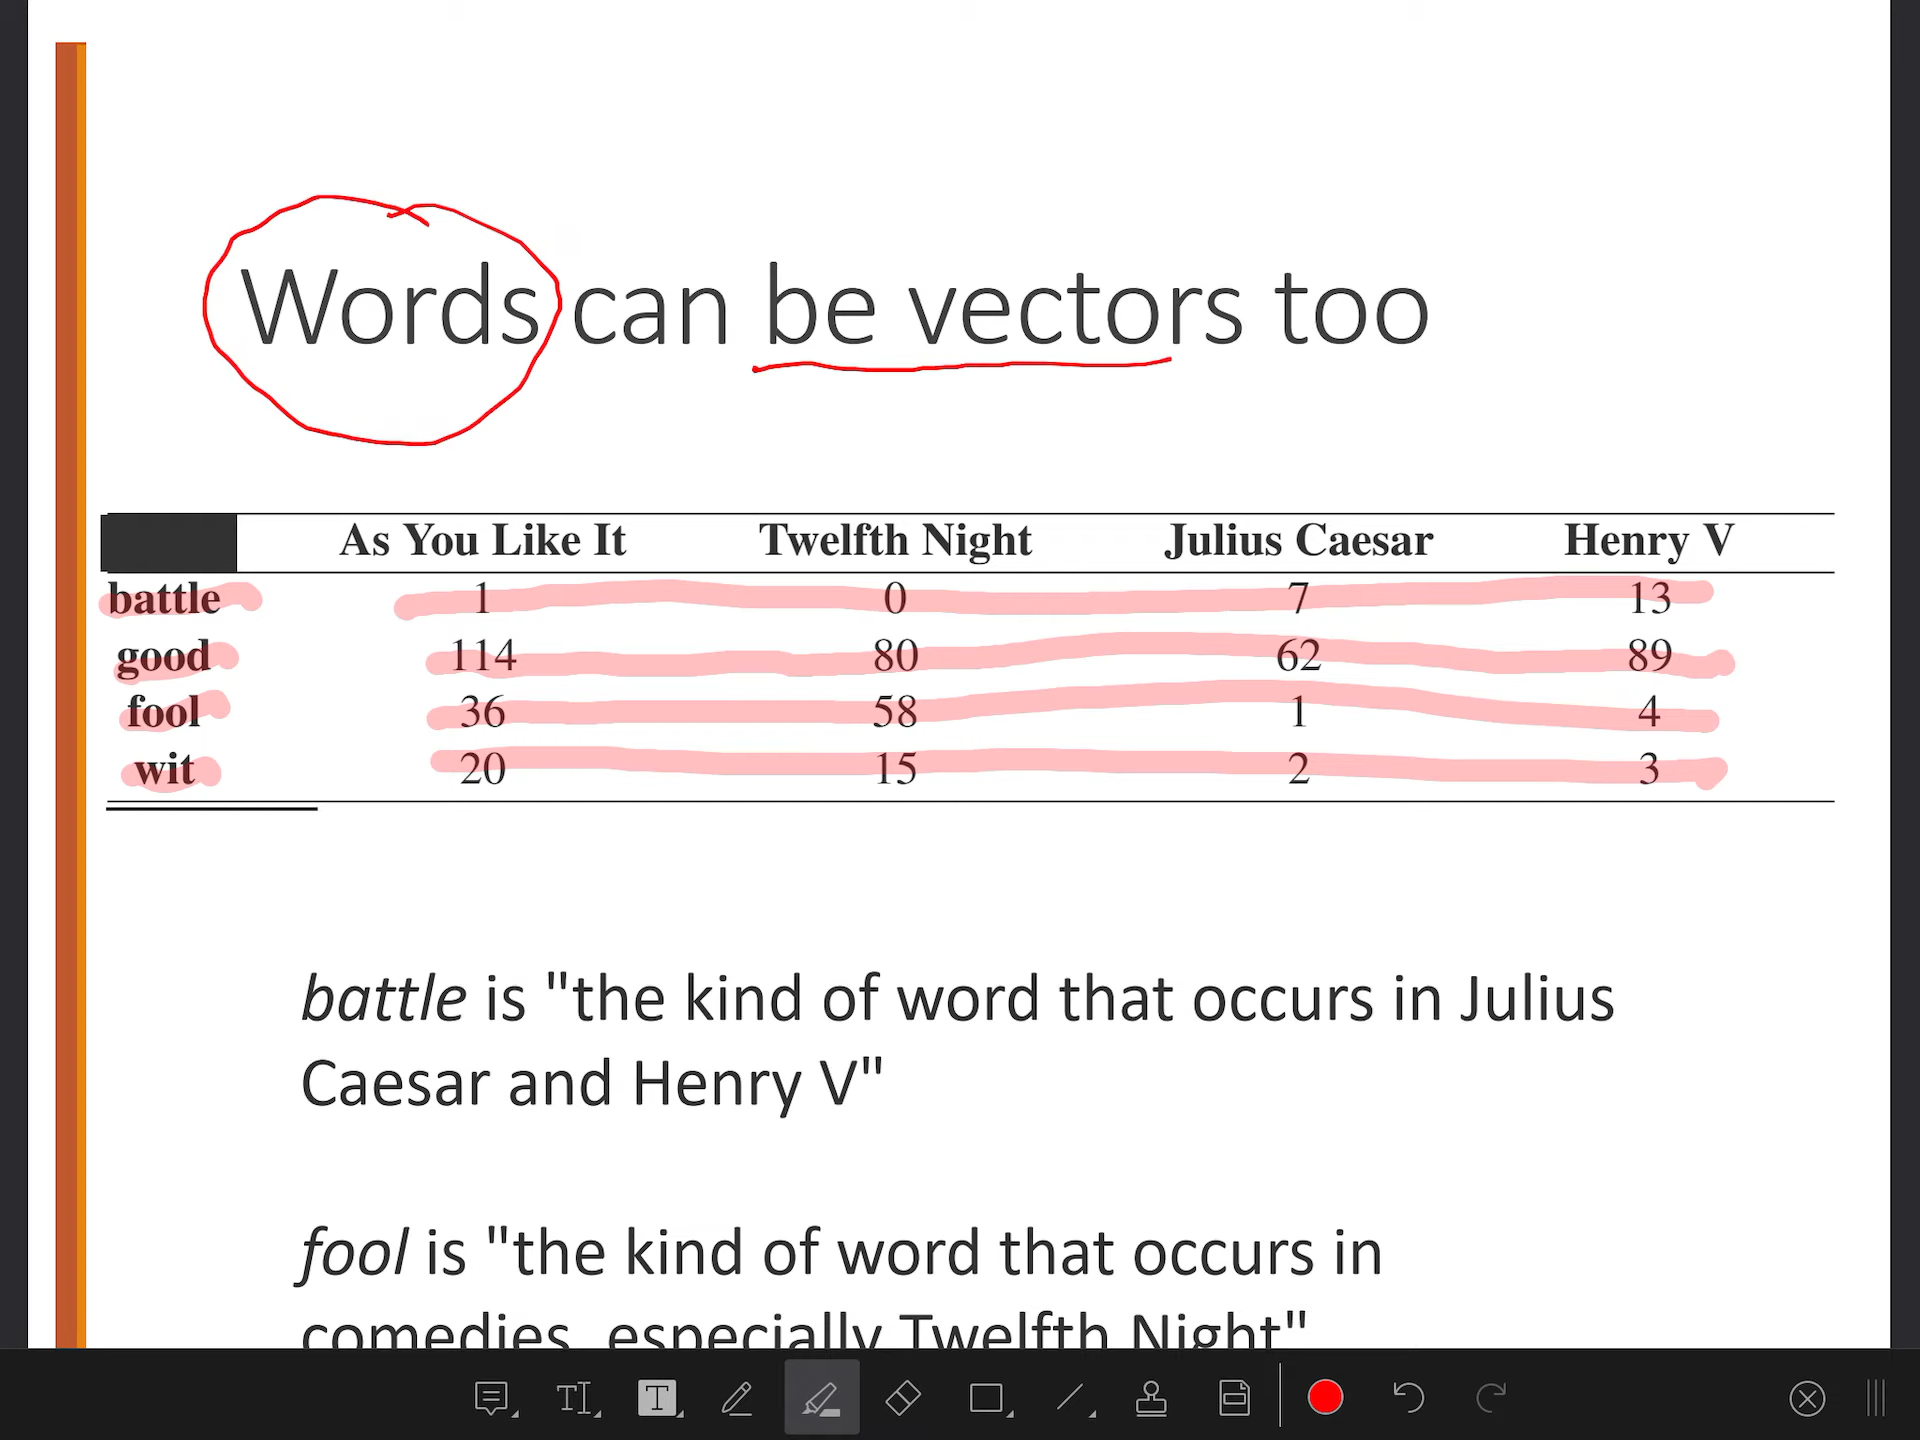 Words can be vectors too
As You Like It Twelfth Night Julius Caesar Henry V
battle 1 0 7 13
good 114 80 62 89
fool 36 58 1 4
wit 20 15 2 3
battle is "the kind of word that occurs in Julius
Caesar and Henry V"
fool is "the kind of word that occurs in
comedies, especially Twelfth Night"
TI
T